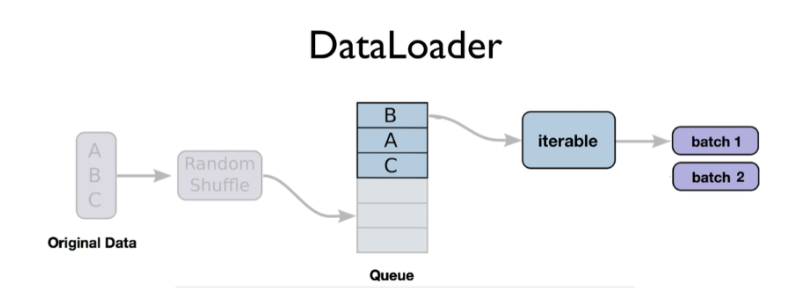 DataLoader
A
B
C
Original Data
Random
Shuffle
B
A
C
Queue
iterable
batch 1
batch 2